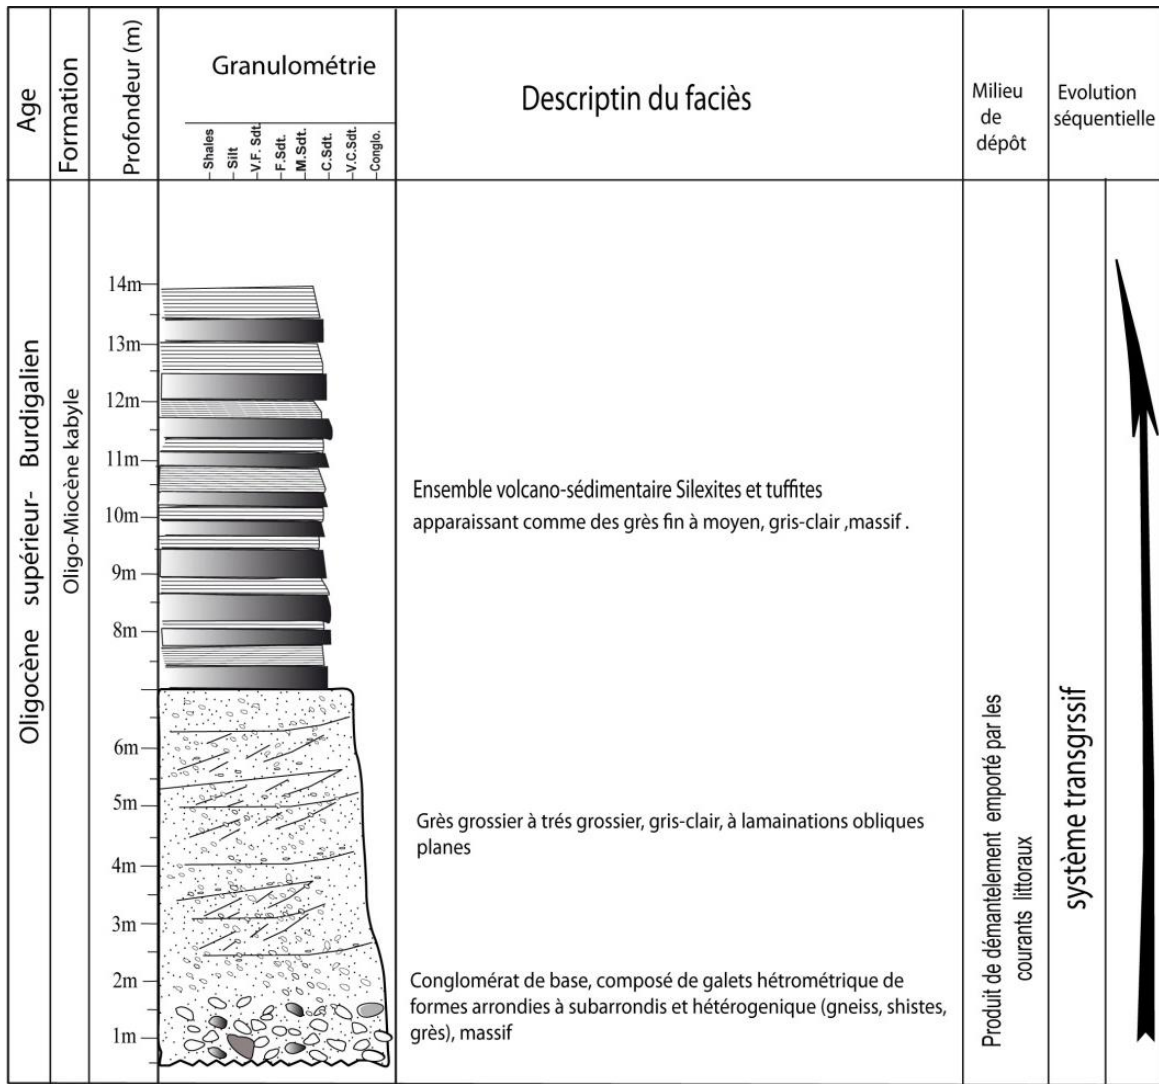 Age
Formation
Profondeur (m)
Granulométrie
Shales
Silt
V.F. Sdt.
F.Sdt.
M.Sdt.
C.Sdt.
V.C.Sdt.
Conglo.
Descriptin du faciès
Milieu
de
dépôt
Evolution
séquentielle
Oligocène supérieur- Burdigalien
Oligo-Miocène kabyle
14m
13m
12m
11m
10m
9m
8m
6m
5m
4m
3m
2m
1m
Ensemble volcano-sédimentaire Silexites et tuffites
apparaissant comme des grès fin à moyen, gris-clair ,massif .
Grès grossier à trés grossier, gris-clair, à lamainations obliques
planes
Conglomérat de base, composé de galets hétrométrique de
formes arrondies à subarrondis et hétérogenique (gneiss, shistes,
grès), massif
Produit de démantelement emporté par les
courants littoraux
système transgrssif